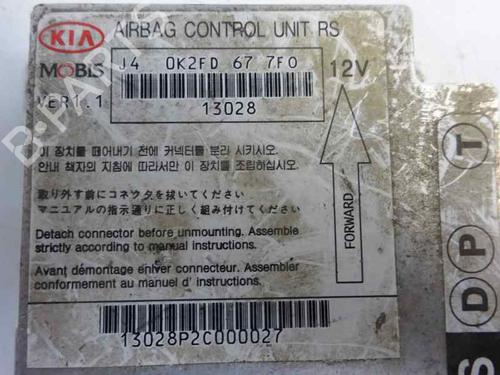 KIA AIRBAG CONTROL UNIT RS
MOBIS J4 0K2FD 67 7F0 12V
VER1.1 13028
이 장치를 떼어내기 전에 커넥터를 분리 시키시오.
안내 책자의 지침에 따라서만 이 장치를 조립하십시오.
取り外す前にコネクタを抜いてください
マニュアルの指示通りに正しく組み付けてください
Detach connector before unmounting. Assemble
strictly according to manual instructions.
Avant démontage enlver connecteur. Assembler
conformement au manuel d' instructions.
FORWARD
13028P2C000027
T
P
D
S
B-PARTS